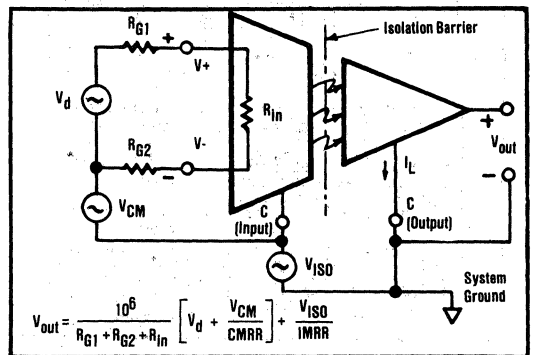 RG1
Isolation Barrier
+
V+
Vd
Rin
RG2
V-
−
+
Vout
−
IL
VCM
C
(Input)
C
(Output)
VISO
System
Ground
Vout = 10^6 / (RG1 + RG2 + Rin) [Vd + VCM / CMRR] + VISO / IMRR